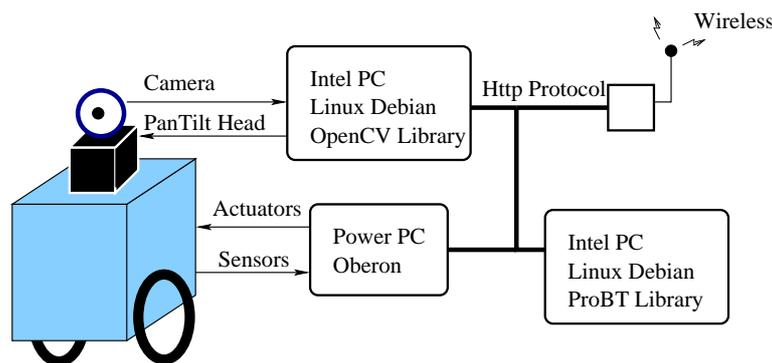 Wireless
Camera
PanTilt Head
Intel PC
Linux Debian
OpenCV Library
Http Protocol
Actuators
Sensors
Power PC
Oberon
Intel PC
Linux Debian
ProBT Library